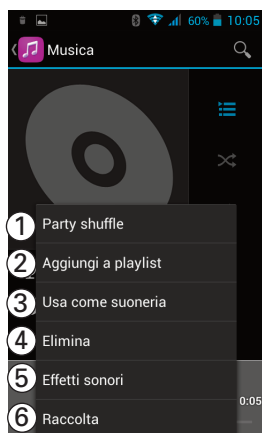 60% 10:05
Musica
1 Party shuffle
2 Aggiungi a playlist
3 Usa come suoneria
4 Elimina
5 Effetti sonori
0:05
6 Raccolta